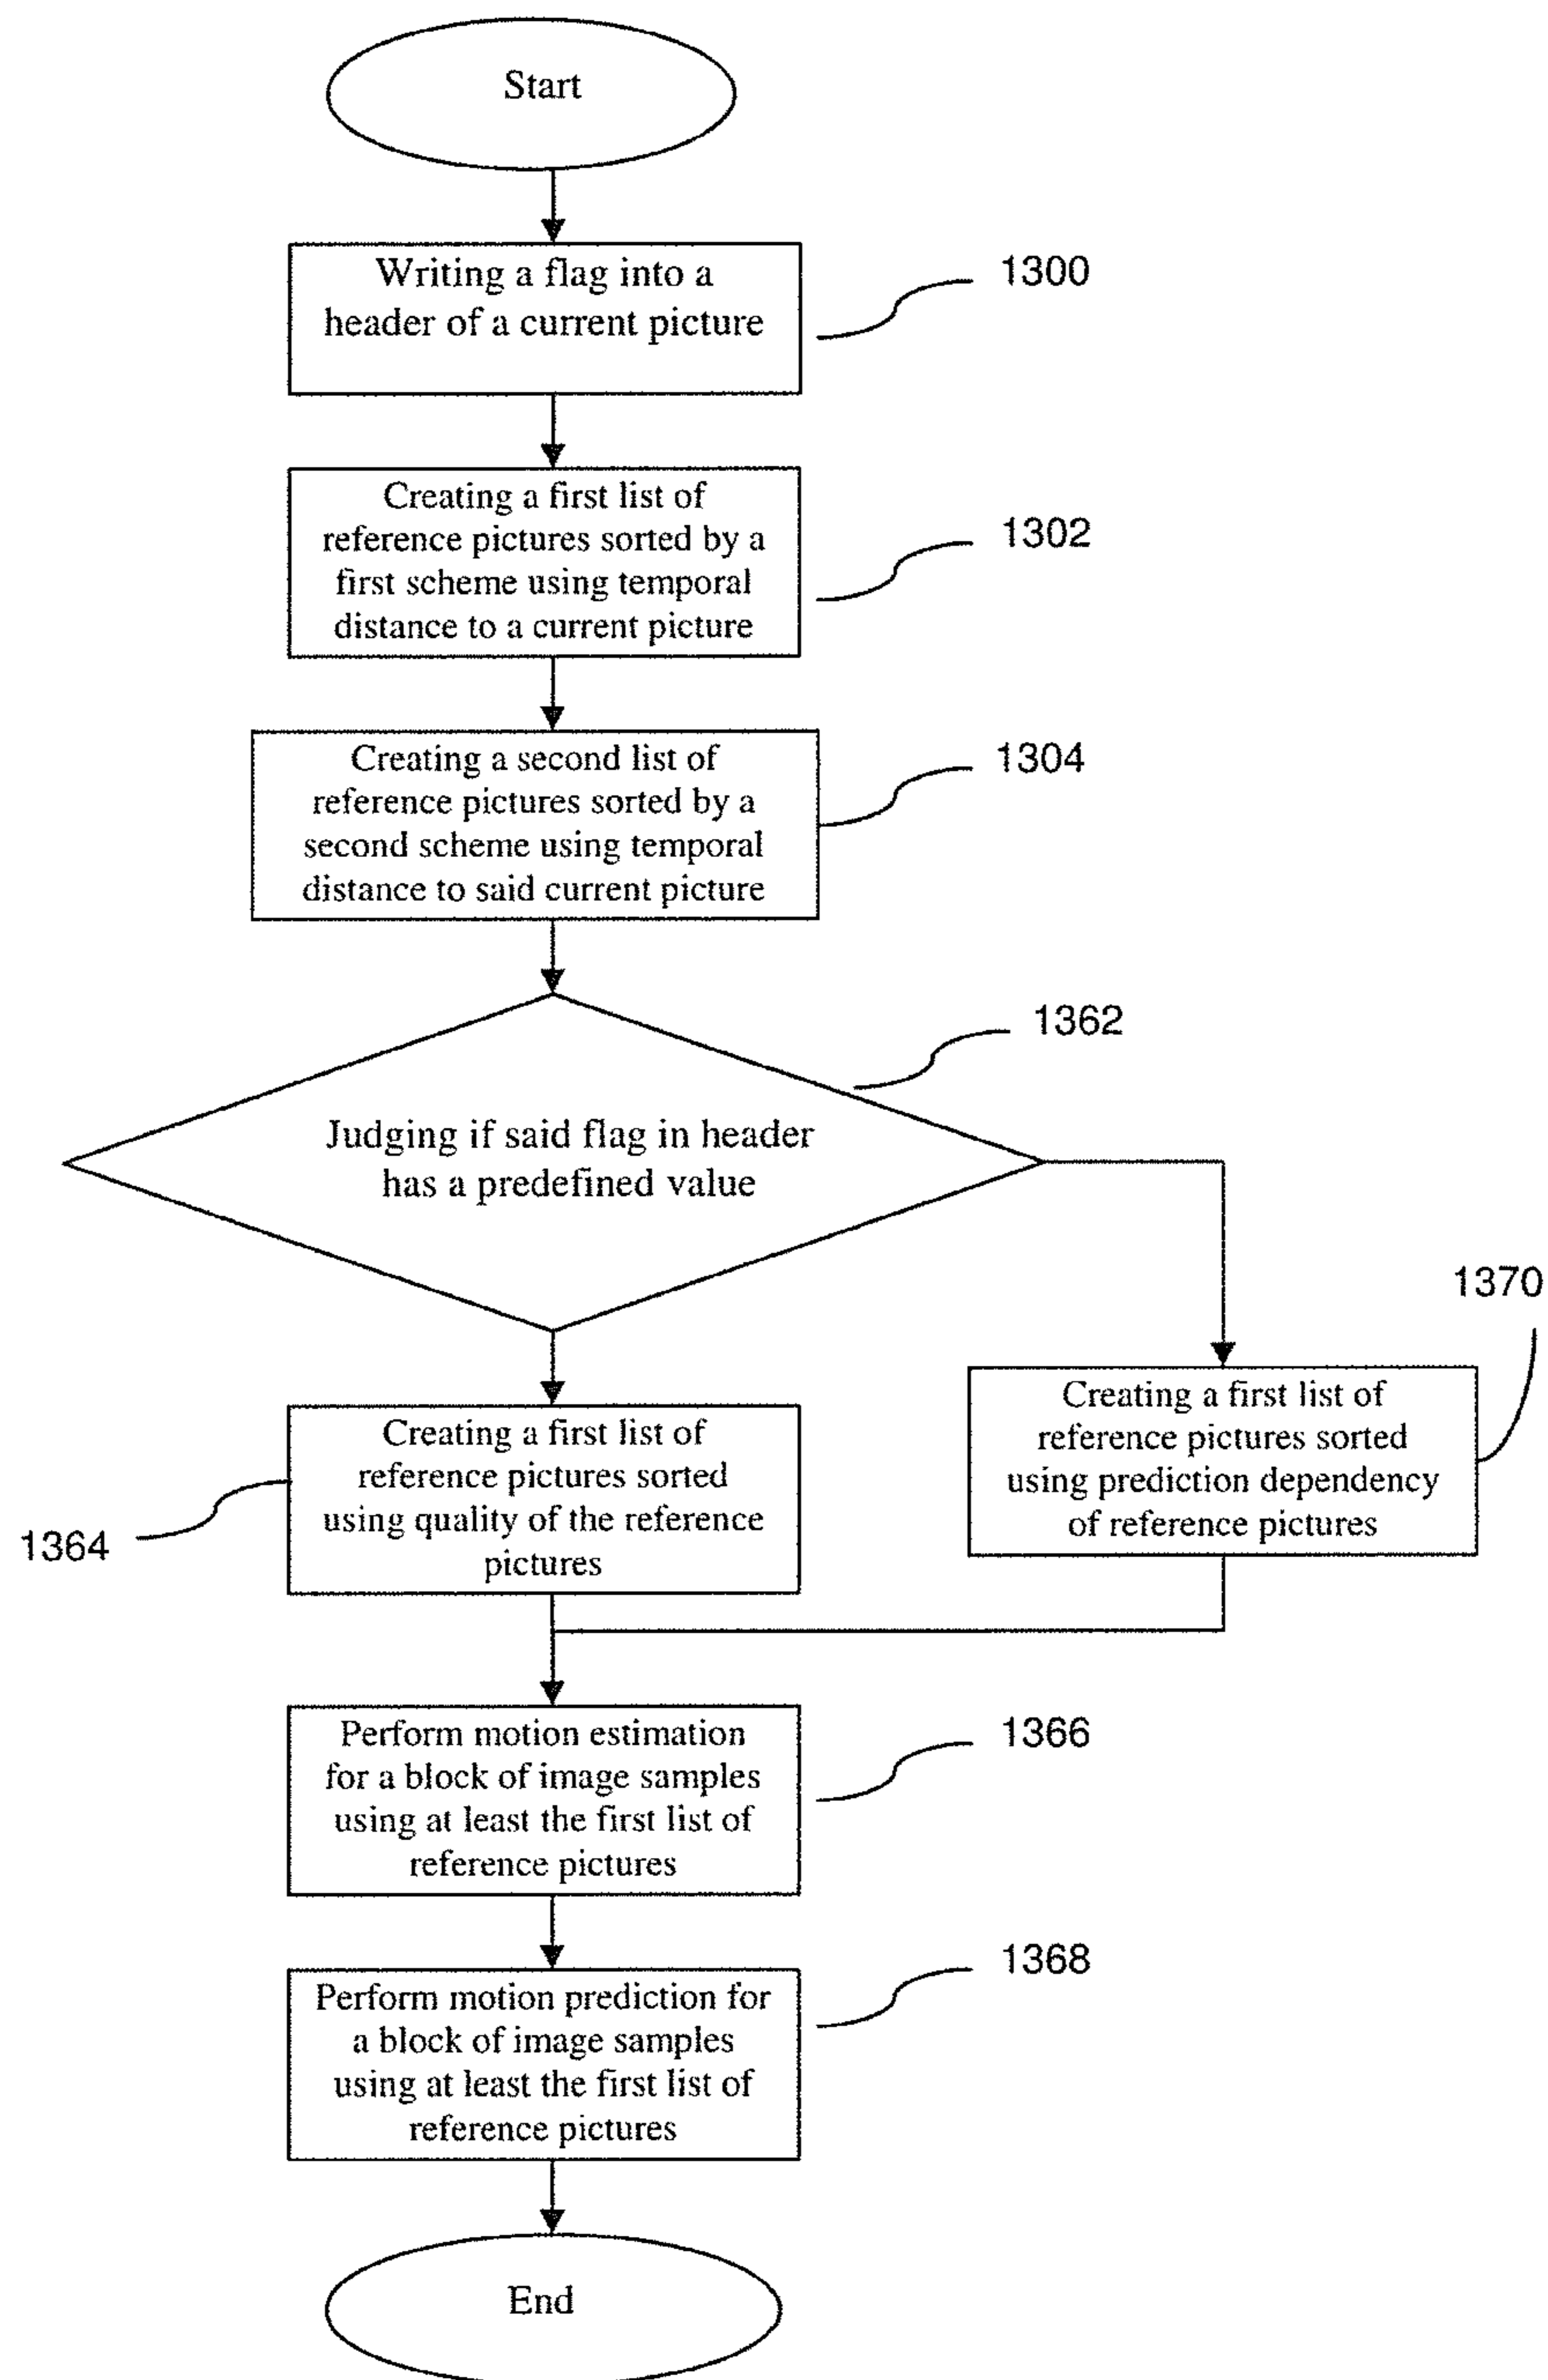 Start
Writing a flag into a
header of a current picture
1300
Creating a first list of
reference pictures sorted by a
first scheme using temporal
distance to a current picture
1302
Creating a second list of
reference pictures sorted by a
second scheme using temporal
distance to said current picture
1304
Judging if said flag in header
has a predefined value
1362
Creating a first list of
reference pictures sorted
using quality of the reference
pictures
1364
Creating a first list of
reference pictures sorted
using prediction dependency
of reference pictures
1370
Perform motion estimation
for a block of image samples
using at least the first list of
reference pictures
1366
Perform motion prediction for
a block of image samples
using at least the first list of
reference pictures
1368
End